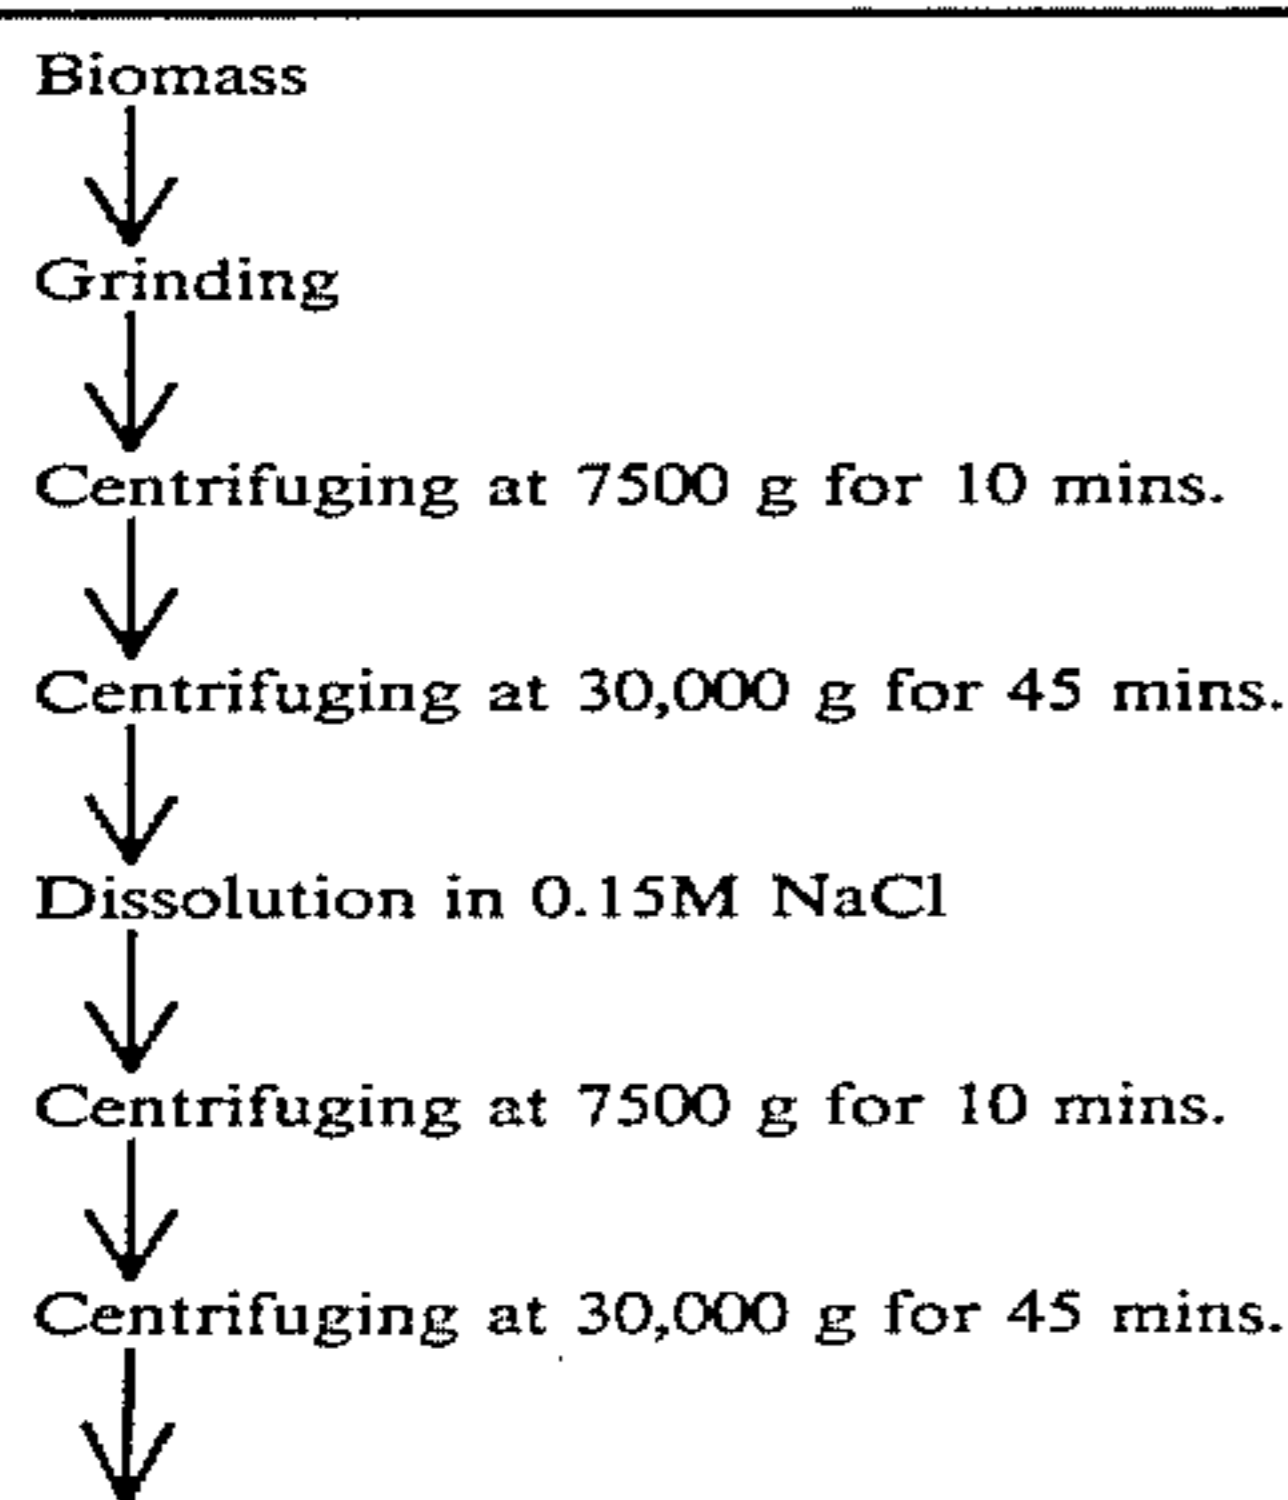 Biomass
Grinding
Centrifuging at 7500 g for 10 mins.
Centrifuging at 30,000 g for 45 mins.
Dissolution in 0.15M NaCl
Centrifuging at 7500 g for 10 mins.
Centrifuging at 30,000 g for 45 mins.